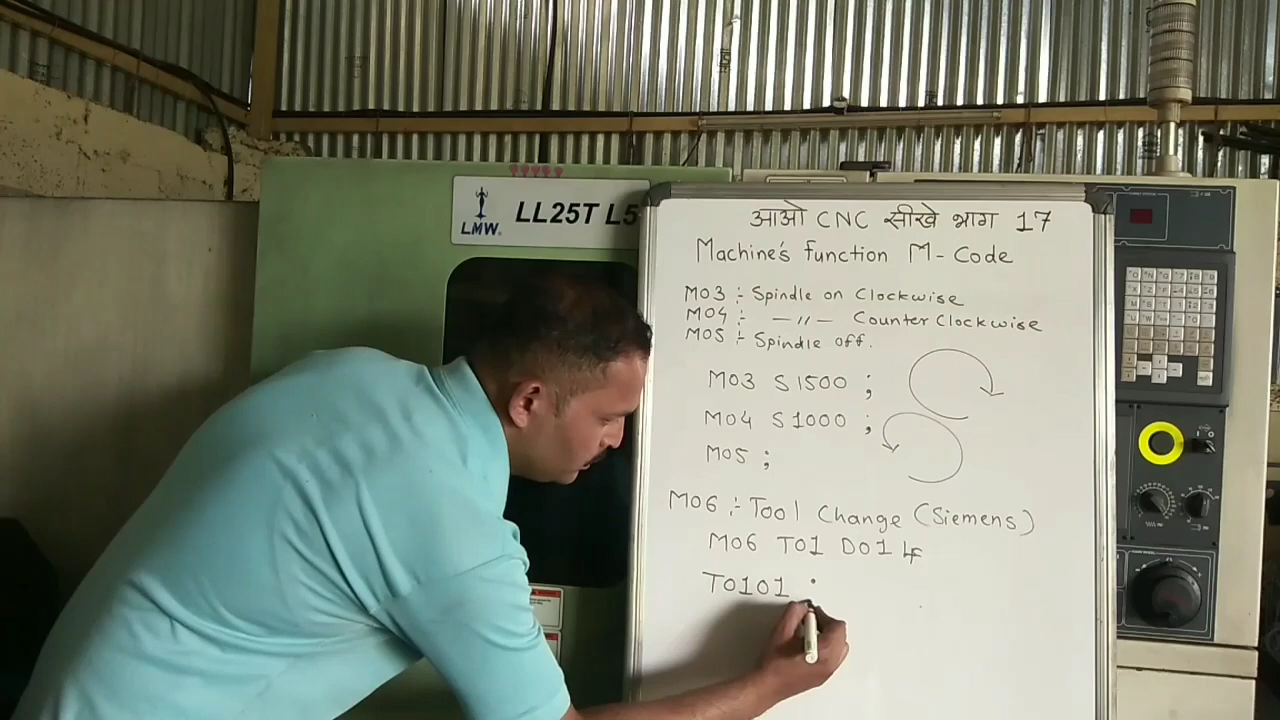 LMW.
LL25T L5
आओ CNC सीखे भाग 17
Machine's function M-Code
M03 :- Spindle on Clockwise
M04 :- —〃— Counter Clockwise
M05 :- Spindle off.
M03 S1500 ;
M04 S1000 ;
M05 ;
M06 :- Tool Change (Siemens)
M06 T01 D01 LF
T0101 ;